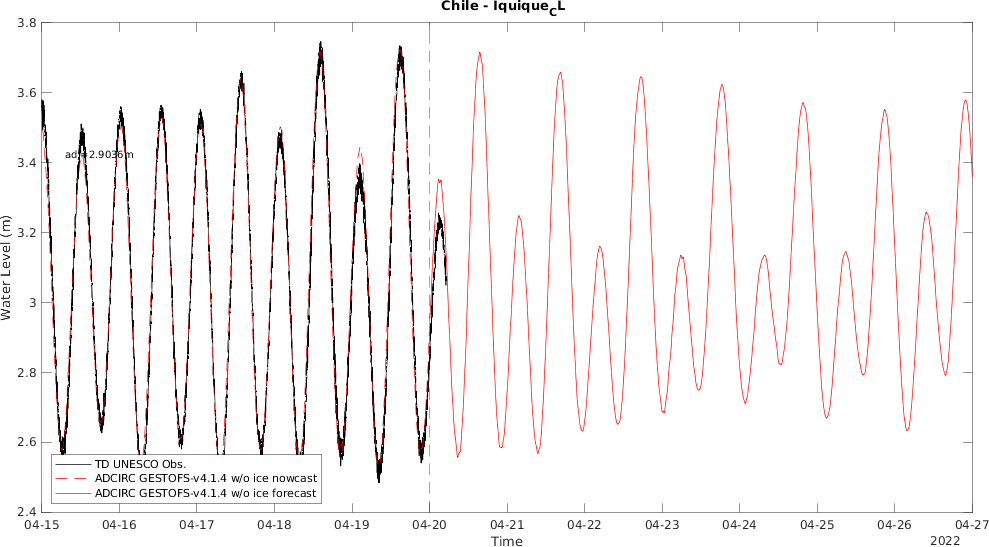 Chile - Iquique_CL
3.8
3.6
3.4
3.2
3
2.8
2.6
2.4
Water Level (m)
adj=2.9036m
TD UNESCO Obs.
ADCIRC GESTOFS-v4.1.4 w/o ice nowcast
ADCIRC GESTOFS-v4.1.4 w/o ice forecast
04-15 04-16 04-17 04-18 04-19 04-20 04-21 04-22 04-23 04-24 04-25 04-26 04-27
Time
2022